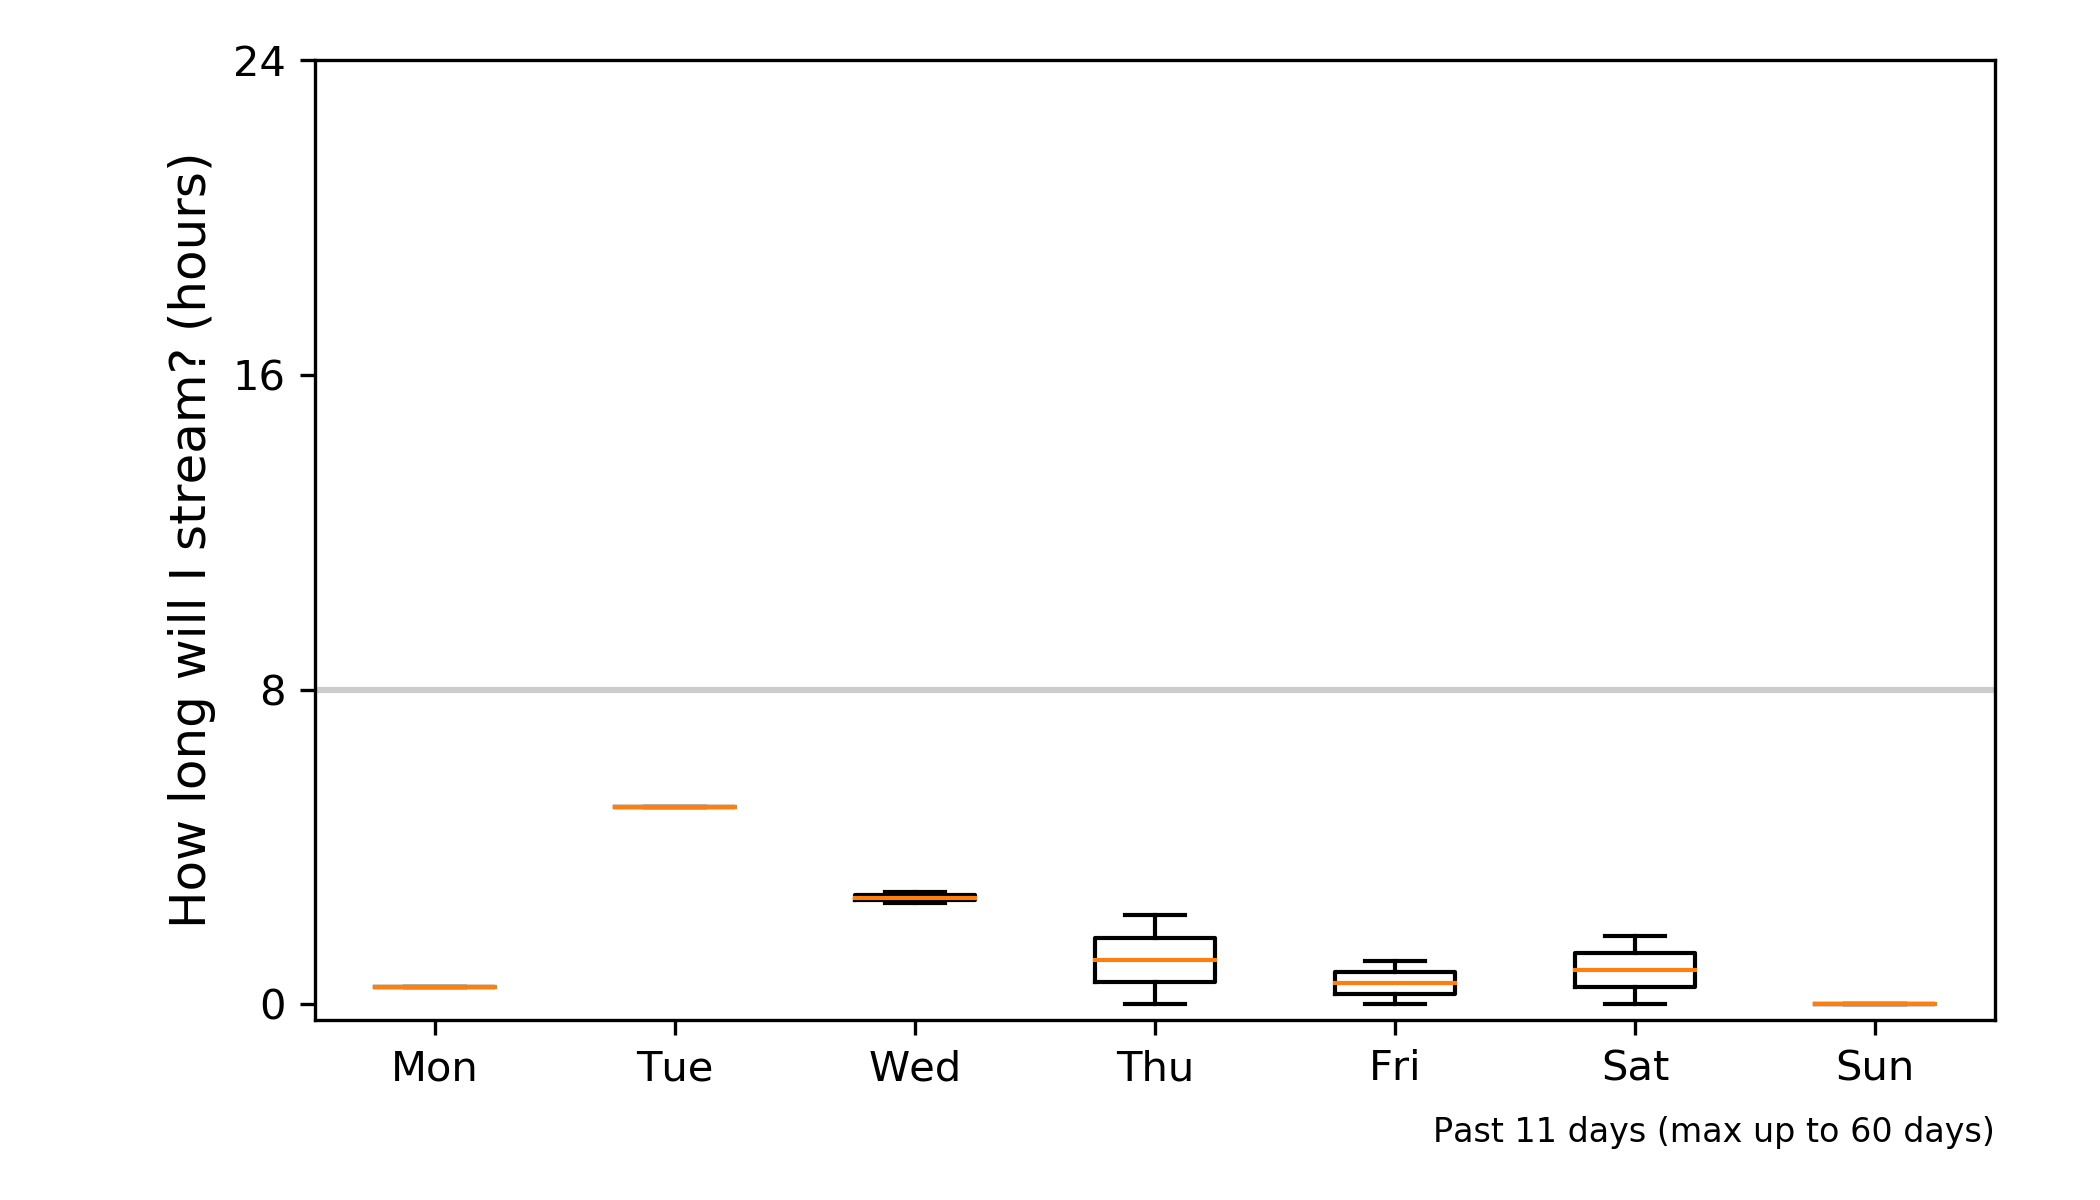 How long will I stream? (hours)
24
16
8
0
Mon Tue Wed Thu Fri Sat Sun
Past 11 days (max up to 60 days)